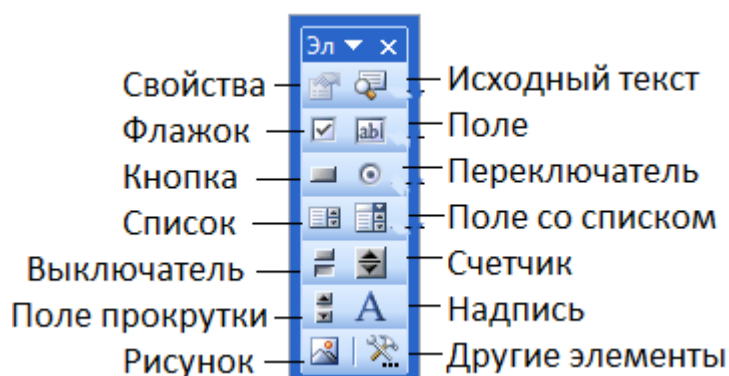 Эл
Свойства
Исходный текст
Флажок
abl
Поле
Кнопка
Переключатель
Список
Поле со списком
Выключатель
Счетчик
Поле прокрутки
A
Надпись
Рисунок
Другие элементы